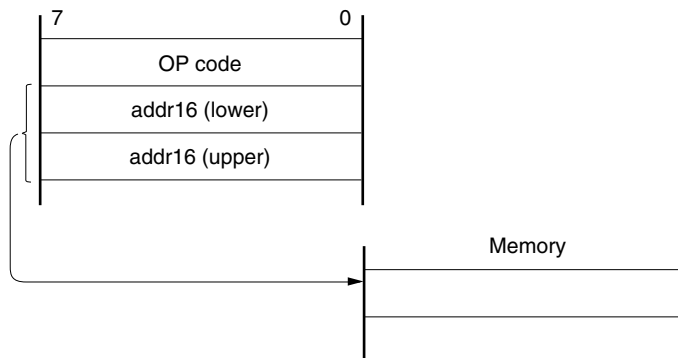 7 0
OP code
addr16 (lower)
addr16 (upper)
Memory